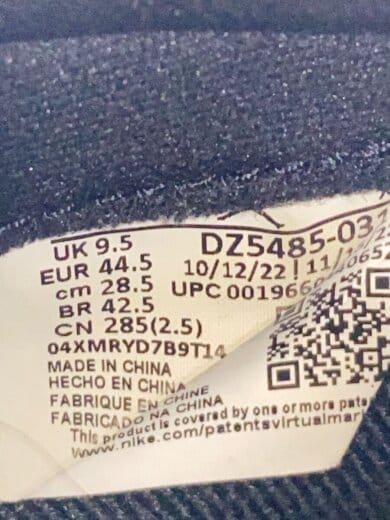 UK 9.5
EUR 44.5
cm 28.5
BR 42.5
CN 285(2.5)
04XMRYD7B9T14
DZ5485-03
10/12/22 ! 11/
UPC 001966
MADE IN CHINA
HECHO EN CHINA
FABRIQUE EN CHINE
FABRICADO NA CHINA
This product is covered by one or more
www.nike.com/patentsvirtualmar